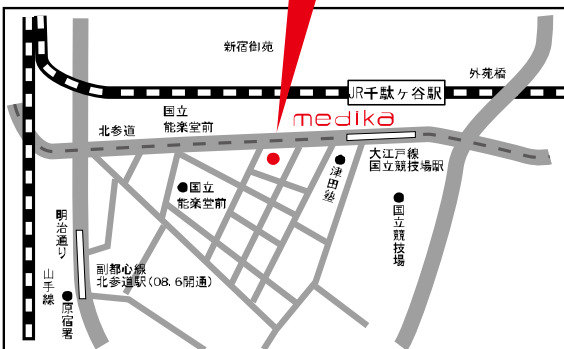 新宿御苑
外苑橋
JR千駄ヶ谷駅
国立
能楽堂前
medika
北参道
大江戸線
国立競技場駅
津田塾
国立
能楽堂前
国立競技場
明治通り
副都心線
北参道駅(08.6開通)
山手線
原宿署